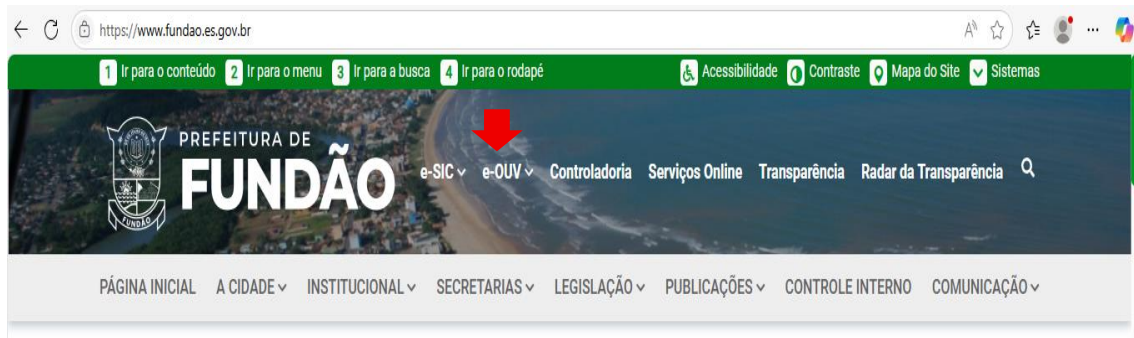 https://www.fundao.es.gov.br
1 Ir para o conteúdo 2 Ir para o menu 3 Ir para a busca 4 Ir para o rodapé Acessibilidade Contraste Mapa do Site Sistemas
PREFEITURA DE
FUNDÃO
e-SIC e-OUV Controladoria Serviços Online Transparência Radar da Transparência
FUNDÃO
PÁGINA INICIAL A CIDADE INSTITUCIONAL SECRETARIAS LEGISLAÇÃO PUBLICAÇÕES CONTROLE INTERNO COMUNICAÇÃO